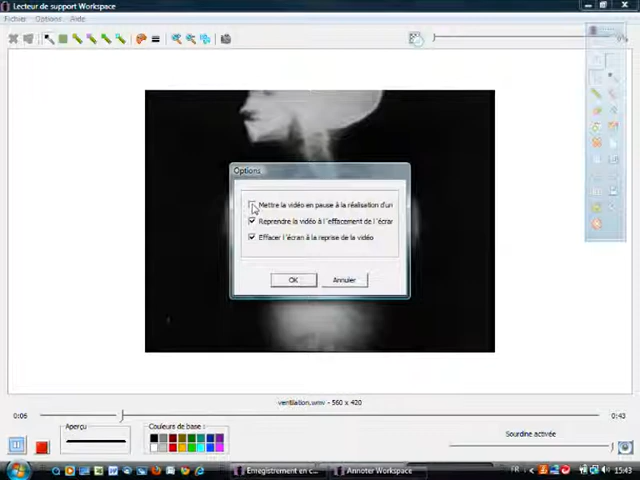 Lecteur de support Workspace
Fichier Options Aide
0%
Options
Mettre la vidéo en pause à la réalisation d'un
Reprendre la vidéo à l'effacement de l'écran
Effacer l'écran à la reprise de la vidéo
OK Annuler
ventilation.wmv - 560 x 420
0:06 0:43
Aperçu Couleurs de base :
Sourdine activée
Enregistrement en c... Annoter Workspace FR 15:43